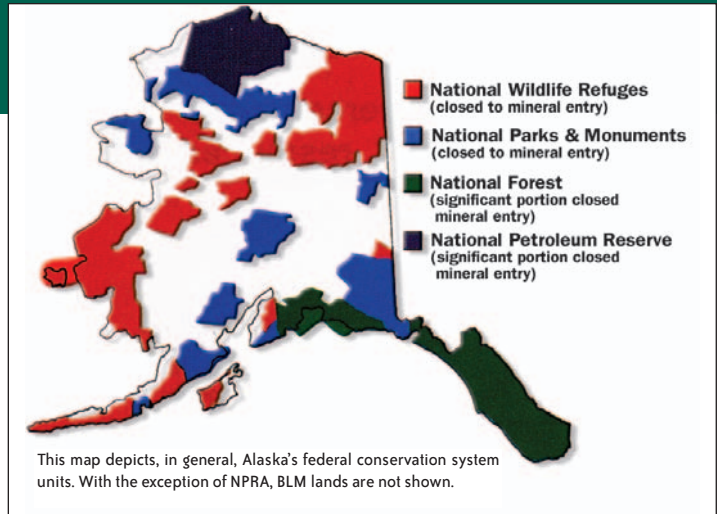 National Wildlife Refuges
(closed to mineral entry)
National Parks & Monuments
(closed to mineral entry)
National Forest
(significant portion closed
mineral entry)
National Petroleum Reserve
(significant portion closed
mineral entry)
This map depicts, in general, Alaska's federal conservation system
units. With the exception of NPRA, BLM lands are not shown.